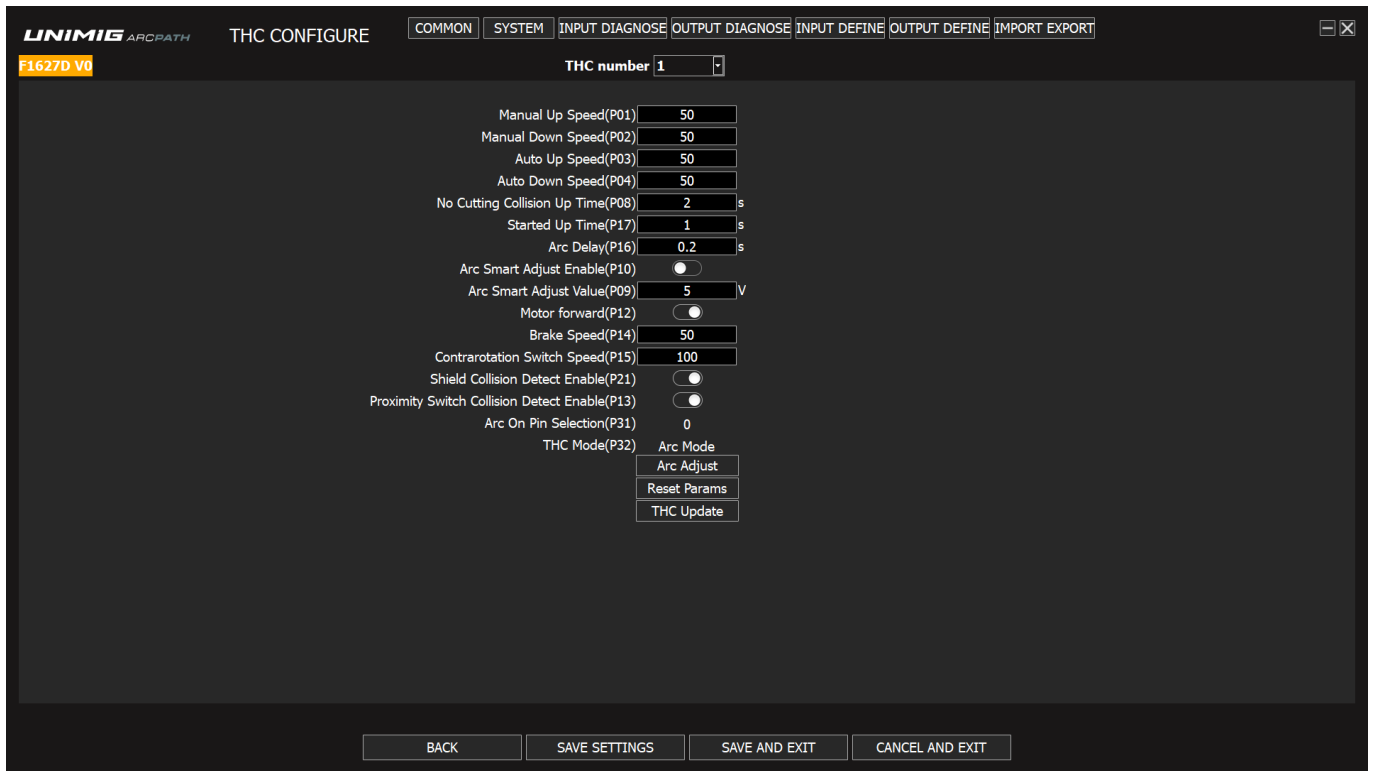 UNIMIG ARCPATH THC CONFIGURE COMMON SYSTEM INPUT DIAGNOSE OUTPUT DIAGNOSE INPUT DEFINE OUTPUT DEFINE IMPORT EXPORT
F1627D V0 THC number 1
Manual Up Speed(P01) 50
Manual Down Speed(P02) 50
Auto Up Speed(P03) 50
Auto Down Speed(P04) 50
No Cutting Collision Up Time(P08) 2 s
Started Up Time(P17) 1 s
Arc Delay(P16) 0.2 s
Arc Smart Adjust Enable(P10)
Arc Smart Adjust Value(P09) 5 V
Motor forward(P12)
Brake Speed(P14) 50
Contrarotation Switch Speed(P15) 100
Shield Collision Detect Enable(P21)
Proximity Switch Collision Detect Enable(P13)
Arc On Pin Selection(P31) 0
THC Mode(P32) Arc Mode
Arc Adjust
Reset Params
THC Update
BACK SAVE SETTINGS SAVE AND EXIT CANCEL AND EXIT